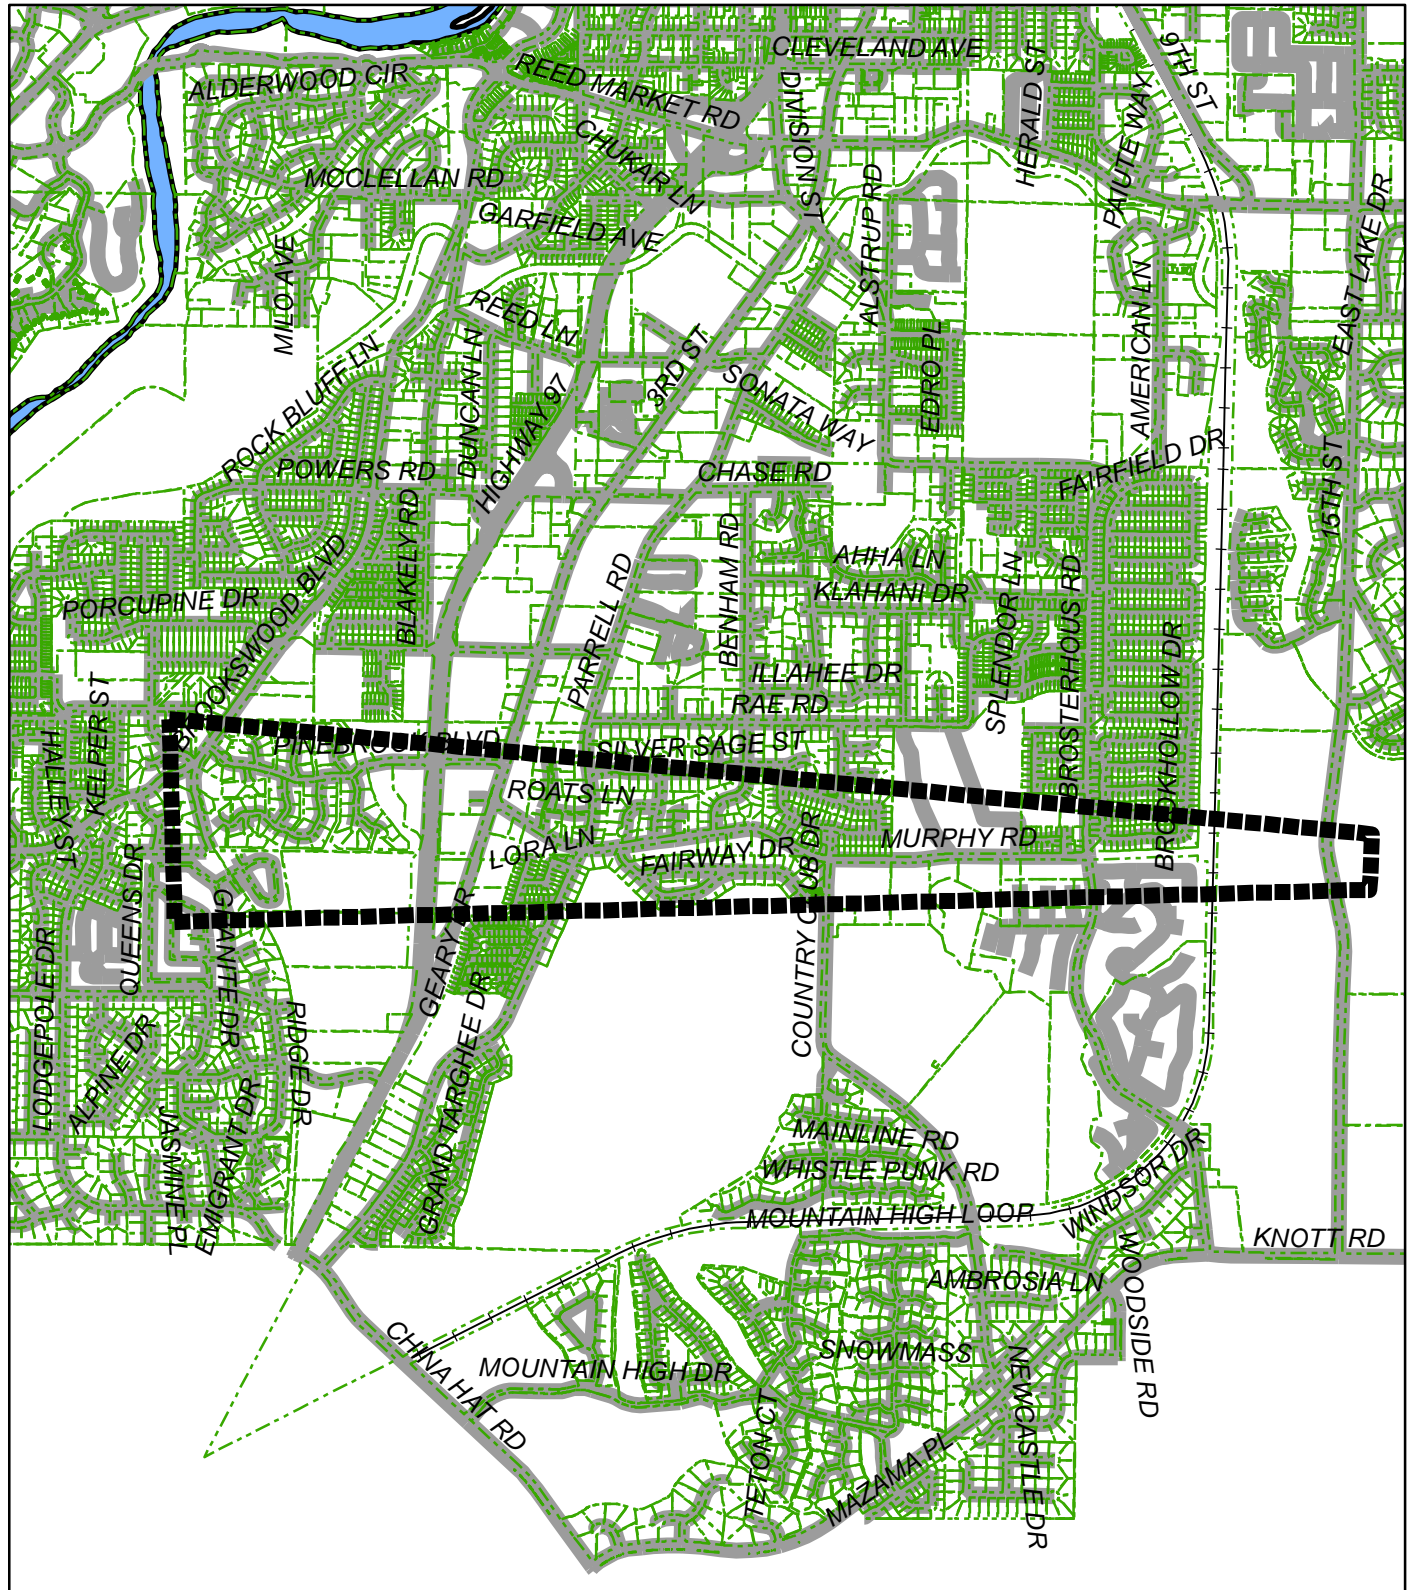 CLEVELAND AVE
9TH ST
ALDERWOOD CIR
REED MARKET RD
HERALD ST
DIVISION ST
PAIUTE WAY
CHUKAR LN
MCCLELLAN RD
GARFIELD AVE
ALSTRUP RD
EAST LAKE DR
MILO AVE
REED LN
AMERICAN LN
ROCK BLUFF LN
DUNCAN LN
3RD ST
EDRO PL
HIGHWAY 97
SONATA WAY
POWERS RD
CHASE RD
FAIRFIELD DR
15TH ST
BLAKELY RD
BENHAM RD
AHHA LN
KLAHANI DR
PORCUPINE DR
BROOKSWOOD BLVD
PARRELL RD
SPLENDOR LN
BROSTERHOUS RD
BROOKHOLLOW DR
ILLAHEE DR
RAE RD
KELPER ST
HALLEY ST
PINEBROOK BLVD
SILVER SAGE ST
ROATS LN
LORA LN
FAIRWAY DR
MURPHY RD
COUNTRY CLUB DR
QUEENS DR
GRANITE DR
GEARY DR
LODGEPOLE DR
RIDGE DR
ALPINE DR
GRAND TARGHEE DR
JASMINE PL
EMIGRANT DR
MAINLINE RD
WHISTLE PUNK RD
MOUNTAIN HIGH LOOP
WINDSOR DR
KNOTT RD
WOODSIDE RD
AMBROSIA LN
CHINA HAT RD
MOUNTAIN HIGH DR
SNOWMASS
NEWCASTLE DR
TETON CT
MAZAMA PL